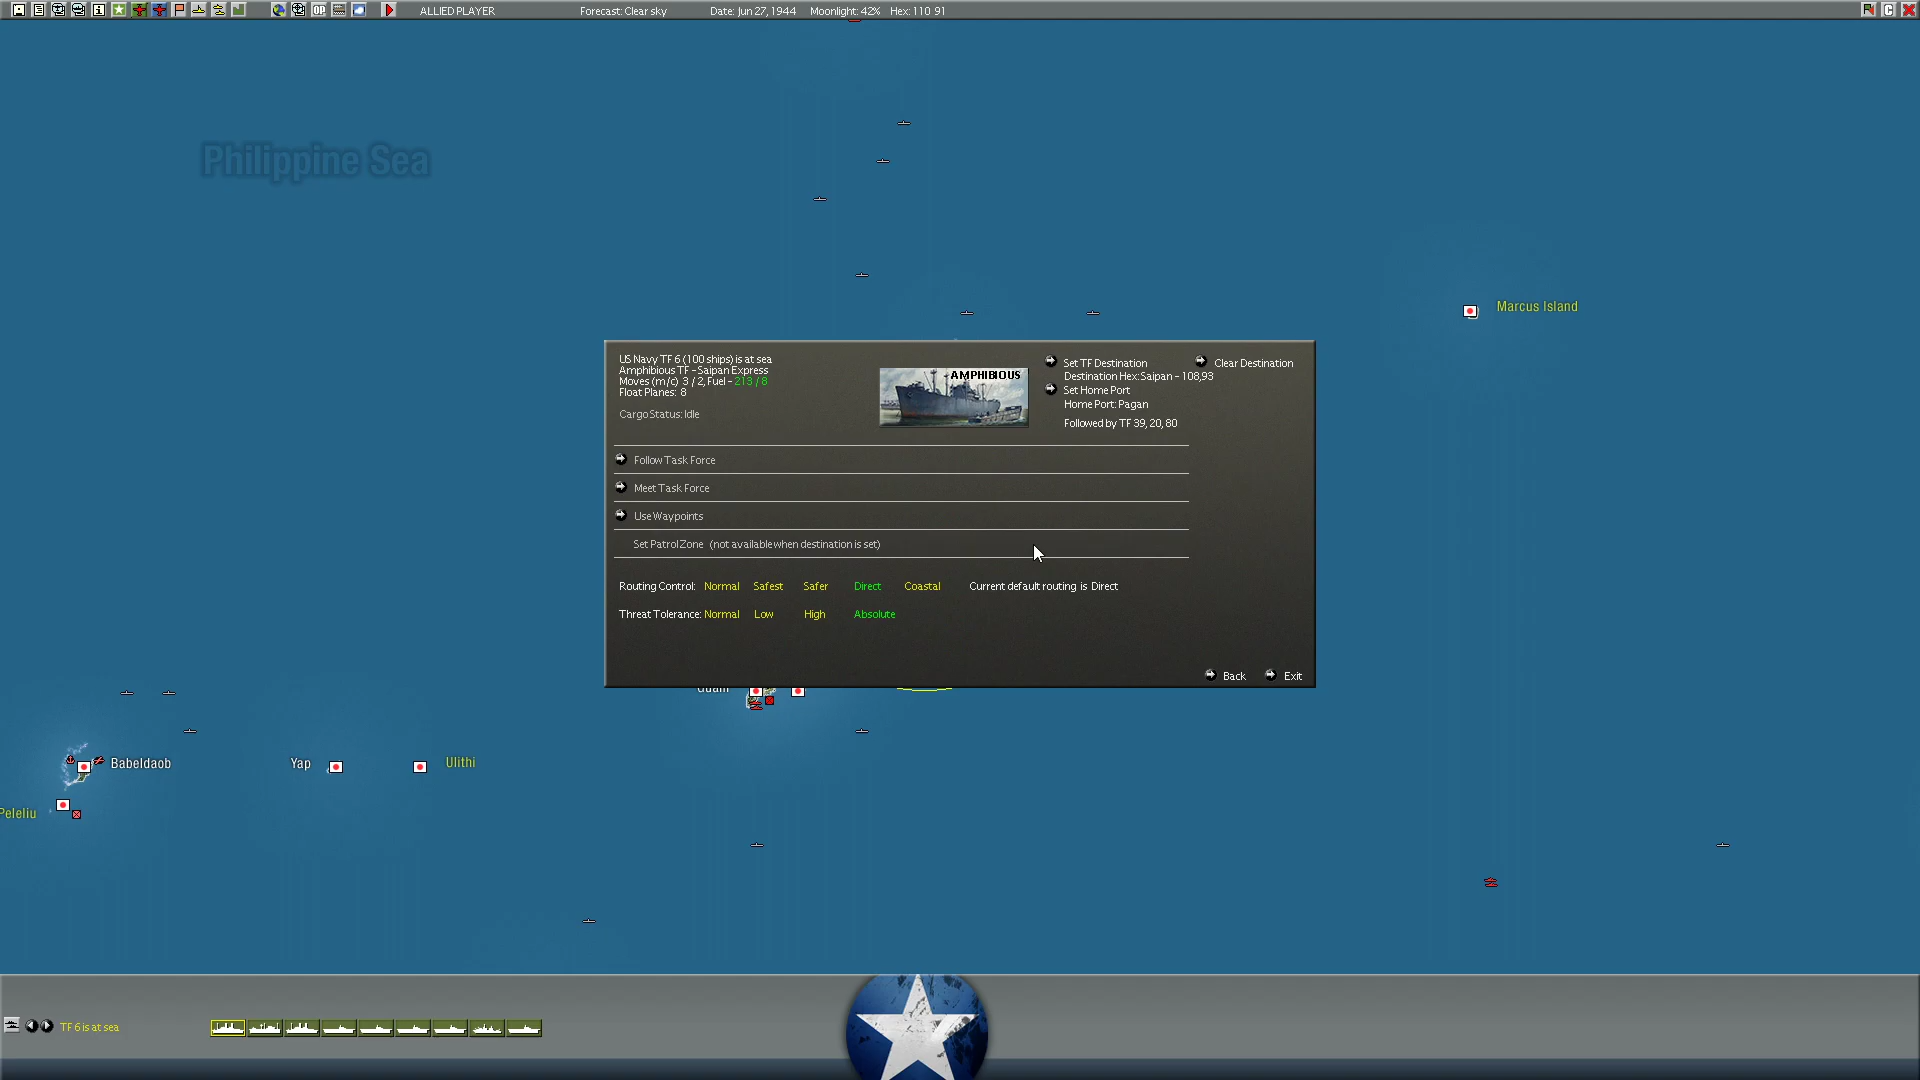 OP
C
ALLIED PLAYER
Forecast: Clear sky
Date: Jun 27, 1944
Moonlight: 42%
Hex: 110 91
Philippine Sea
Marcus Island
US Navy TF 6 (100 ships) is at sea
Amphibious TF - Saipan Express
Moves (m/c) 3 / 2, Fuel - 213 / 8
Float Planes: 8
Cargo Status: Idle
AMPHIBIOUS
Set TF Destination
Clear Destination
Destination Hex: Saipan - 108,93
Set Home Port
Home Port: Pagan
Followed by TF 39, 20, 80
Follow Task Force
Meet Task Force
Use Waypoints
Set Patrol Zone (not available when destination is set)
Routing Control: Normal Safest Safer Direct Coastal Current default routing is Direct
Threat Tolerance: Normal Low High Absolute
Back
Exit
Guam
Babeldaob
Yap
Ulithi
Peleliu
TF 6 is at sea